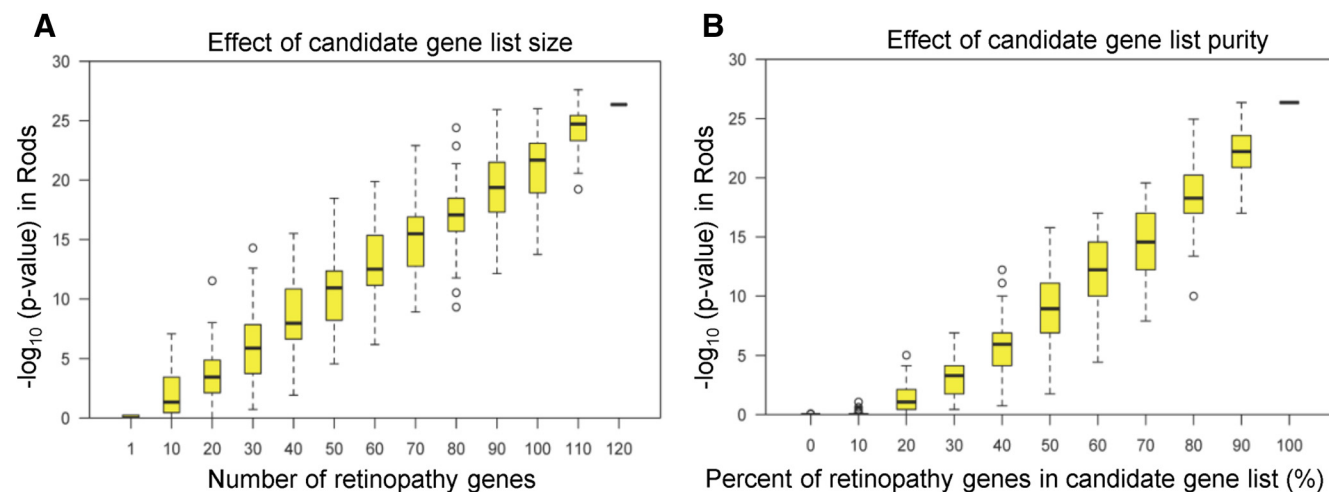 A
Effect of candidate gene list size
-log10 (p-value) in Rods
30
25
20
15
10
5
0
1 10 20 30 40 50 60 70 80 90 100 110 120
Number of retinopathy genes
B
Effect of candidate gene list purity
-log10 (p-value) in Rods
30
25
20
15
10
5
0
0 10 20 30 40 50 60 70 80 90 100
Percent of retinopathy genes in candidate gene list (%)